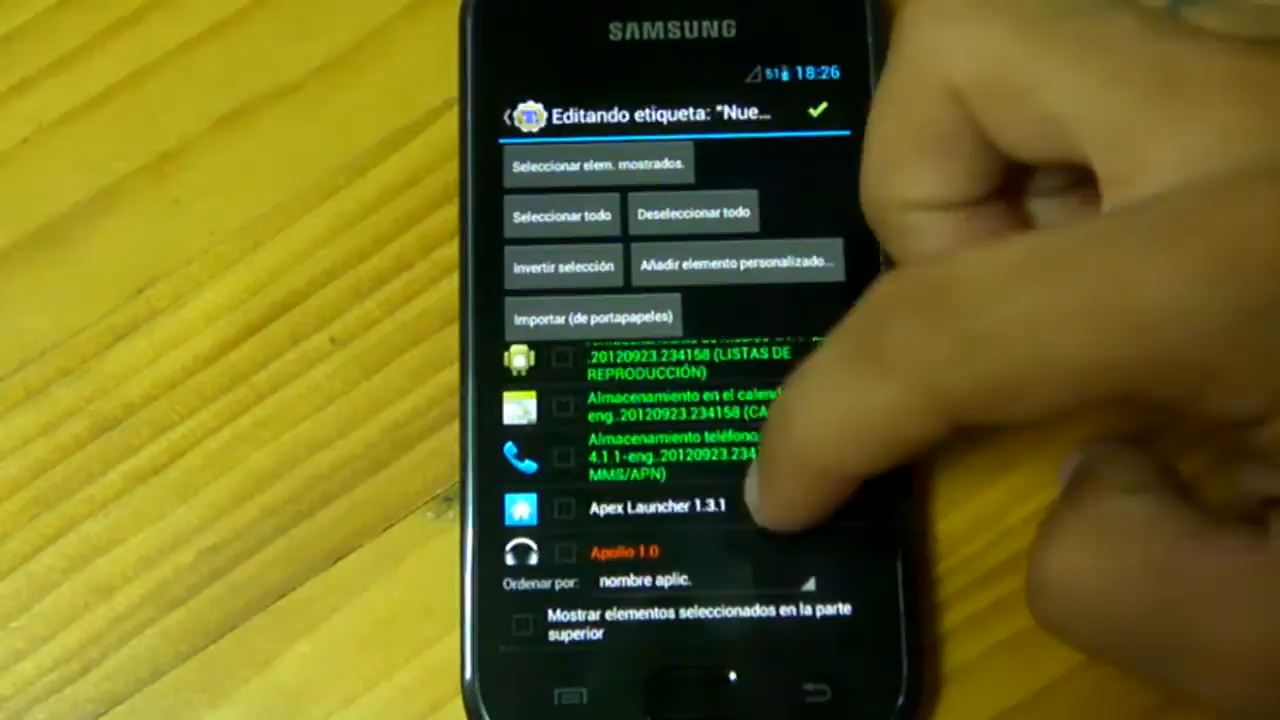 SAMSUNG
51 18:26
Editando etiqueta: "Nue...
Seleccionar elem. mostrados.
Seleccionar todo
Deseleccionar todo
Invertir selección
Añadir elemento personalizado...
Importar (de portapapeles)
.20120923.234158 (LISTAS DE
REPRODUCCIÓN)
Almacenamiento en el calend
eng..20120923.234158 (CA
Almacenamiento teléfono
4.1.1-eng..20120923.234
MMS/APN)
Apex Launcher 1.3.1
Apollo 1.0
Ordenar por: nombre aplic.
Mostrar elementos seleccionados en la parte
superior